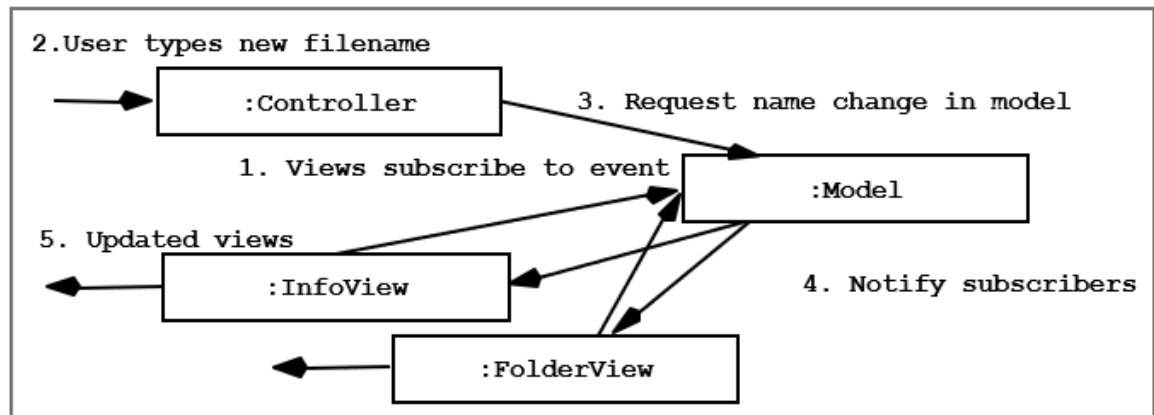 2.User types new filename
:Controller
3. Request name change in model
1. Views subscribe to event
:Model
5. Updated views
:InfoView
4. Notify subscribers
:FolderView